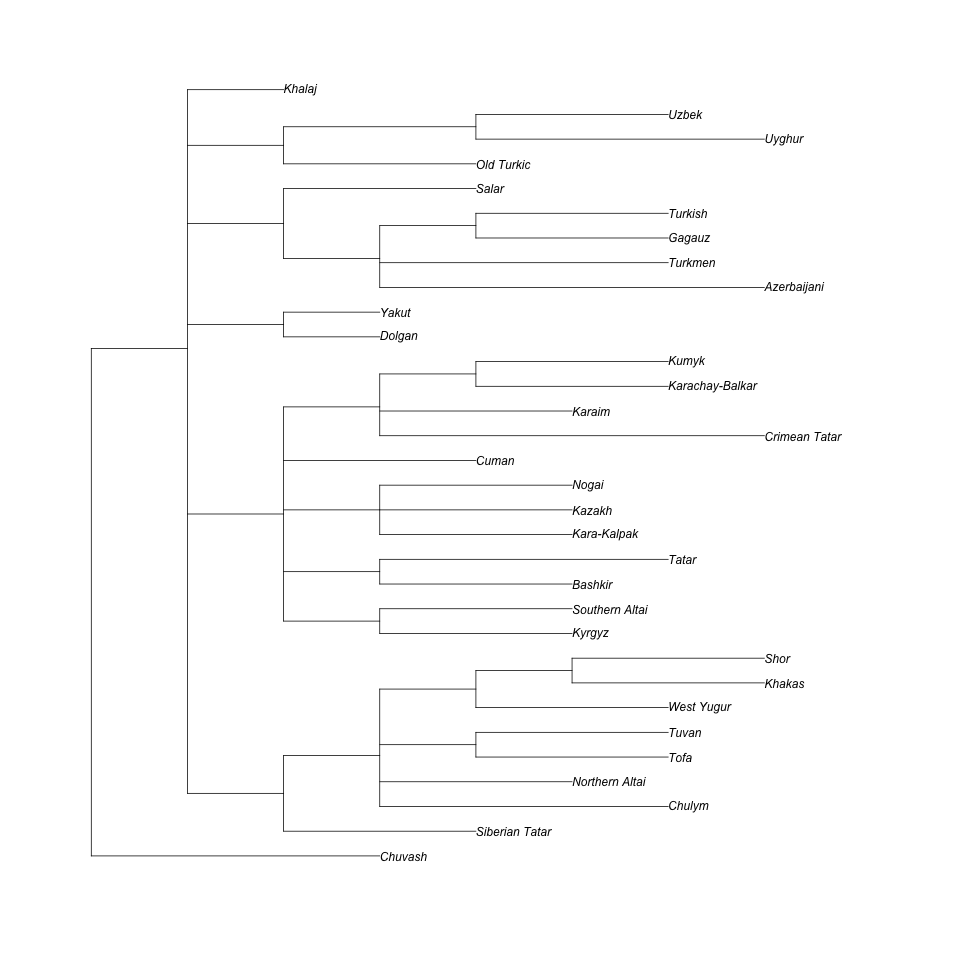 Khalaj
Uzbek
Uyghur
Old Turkic
Salar
Turkish
Gagauz
Turkmen
Azerbaijani
Yakut
Dolgan
Kumyk
Karachay-Balkar
Karaim
Crimean Tatar
Cuman
Nogai
Kazakh
Kara-Kalpak
Tatar
Bashkir
Southern Altai
Kyrgyz
Shor
Khakas
West Yugur
Tuvan
Tofa
Northern Altai
Chulym
Siberian Tatar
Chuvash